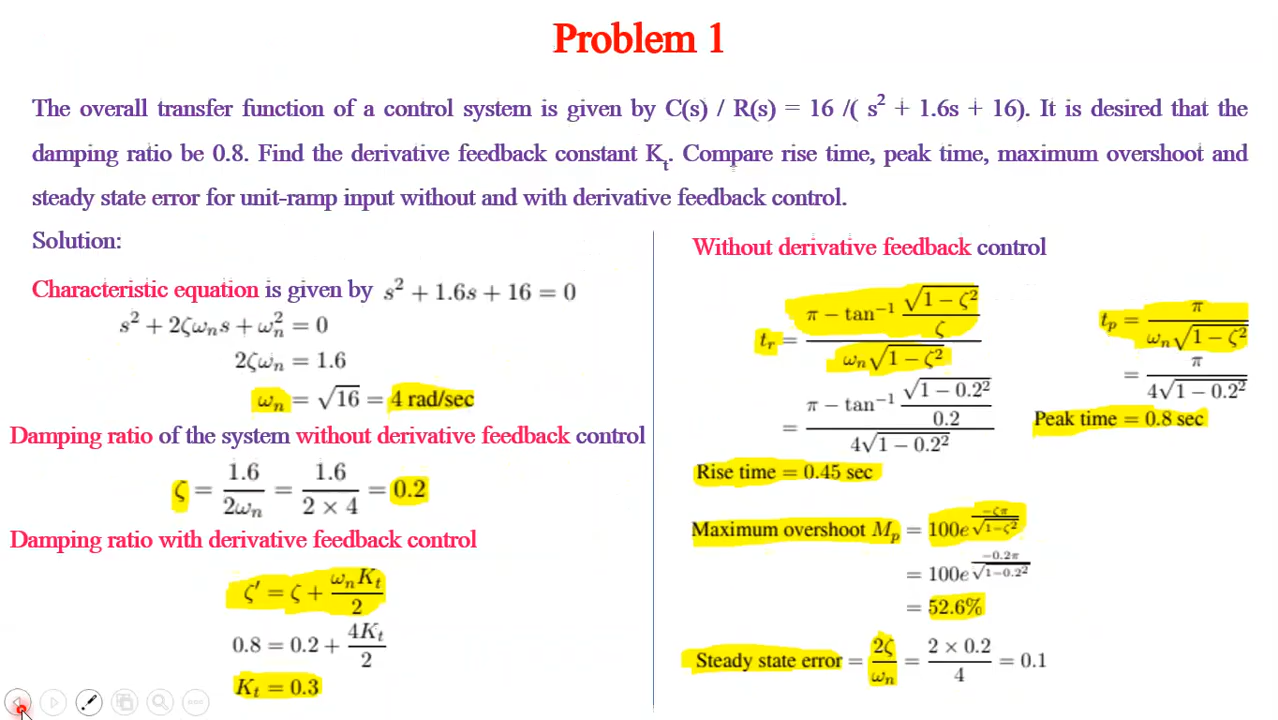 Problem 1
The overall transfer function of a control system is given by C(s) / R(s) = 16 /( s² + 1.6s + 16). It is desired that the
damping ratio be 0.8. Find the derivative feedback constant Kₜ. Compare rise time, peak time, maximum overshoot and
steady state error for unit-ramp input without and with derivative feedback control.
Solution:
Characteristic equation is given by s² + 1.6s + 16 = 0
s² + 2ζωₙs + ωₙ² = 0
2ζωₙ = 1.6
ωₙ = √16 = 4 rad/sec
Damping ratio of the system without derivative feedback control
ζ = 1.6/2ωₙ = 1.6/2 × 4 = 0.2
Damping ratio with derivative feedback control
ζ′ = ζ + ωₙKₜ/2
0.8 = 0.2 + 4Kₜ/2
Kₜ = 0.3
Without derivative feedback control
tᵣ = (π − tan⁻¹ √(1 − ζ²)/ζ) / (ωₙ√(1 − ζ²))
= (π − tan⁻¹ √(1 − 0.2²)/0.2) / (4√(1 − 0.2²))
Rise time = 0.45 sec
tₚ = π / (ωₙ√(1 − ζ²))
= π / (4√(1 − 0.2²))
Peak time = 0.8 sec
Maximum overshoot Mₚ = 100e^(−ζπ/√(1−ζ²))
= 100e^(−0.2π/√(1−0.2²))
= 52.6%
Steady state error = 2ζ/ωₙ = 2 × 0.2/4 = 0.1